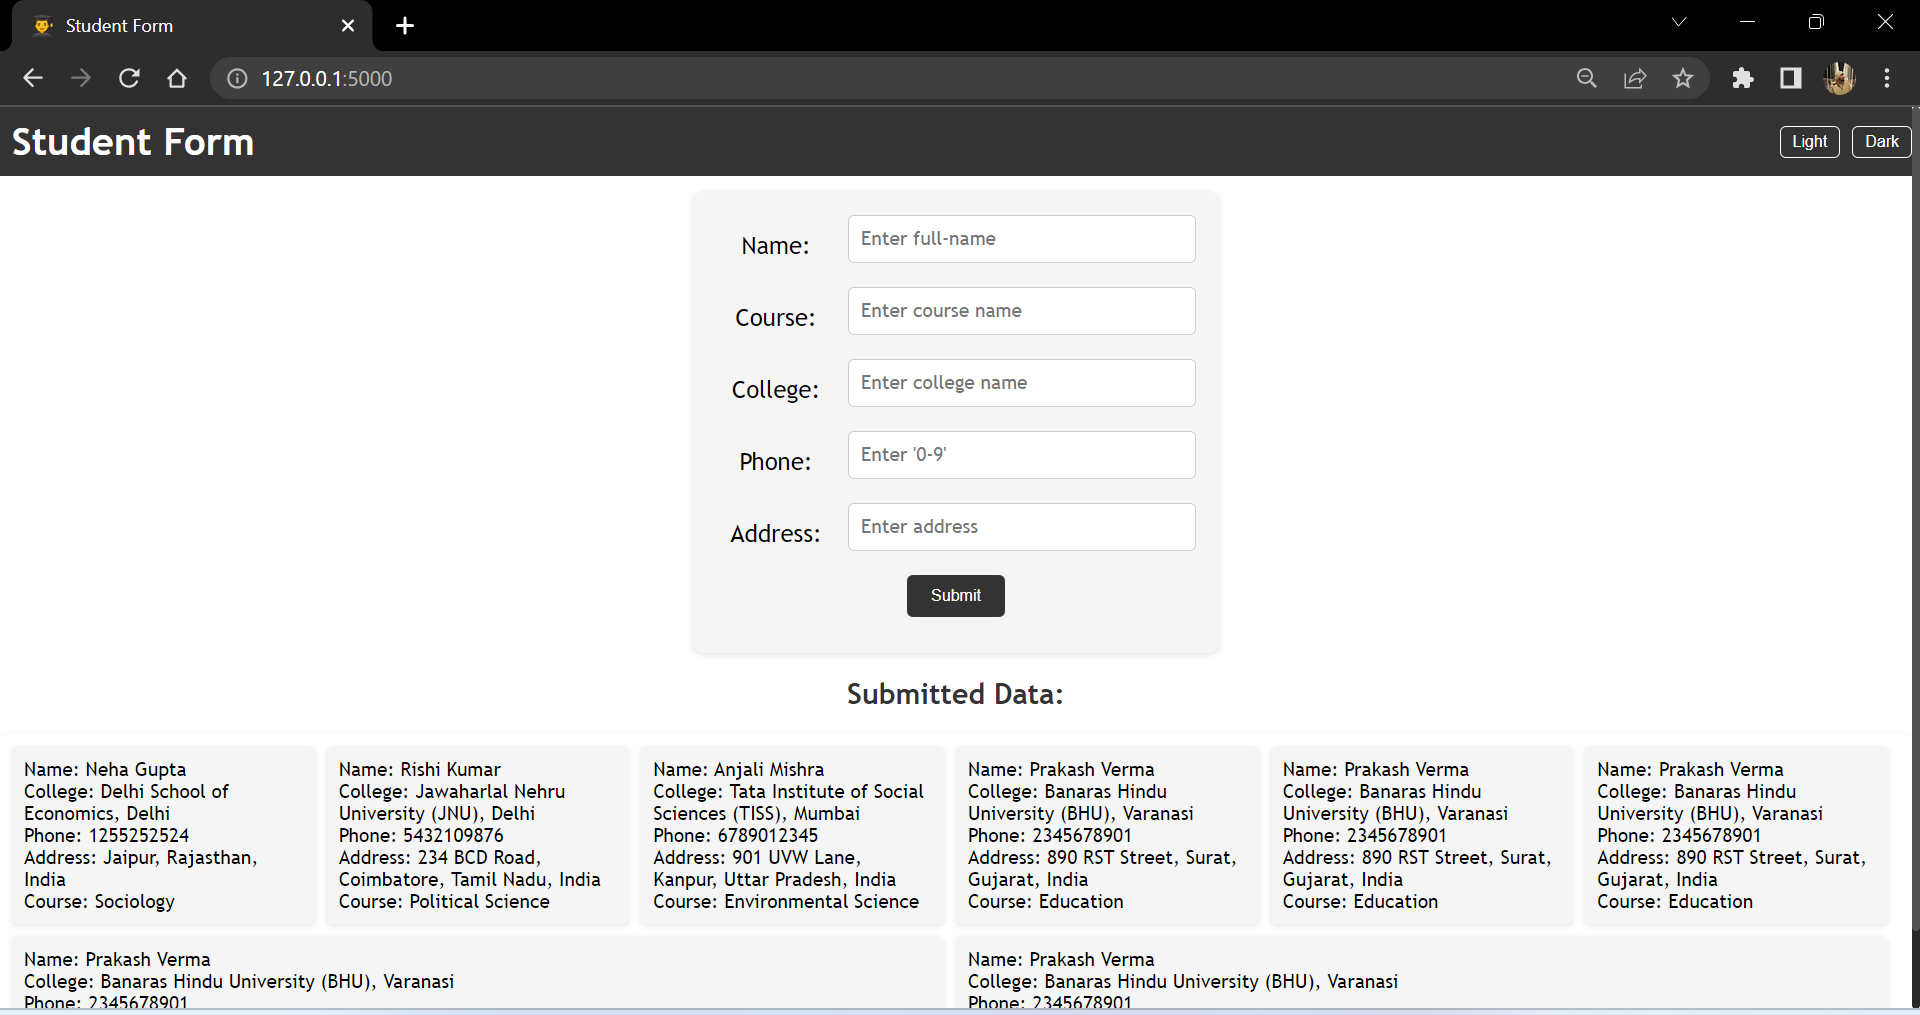 Student Form
127.0.0.1:5000
Student Form
Light
Dark
Name:
Enter full-name
Course:
Enter course name
College:
Enter college name
Phone:
Enter '0-9'
Address:
Enter address
Submit
Submitted Data:
Name: Neha Gupta
College: Delhi School of
Economics, Delhi
Phone: 1255252524
Address: Jaipur, Rajasthan,
India
Course: Sociology
Name: Rishi Kumar
College: Jawaharlal Nehru
University (JNU), Delhi
Phone: 5432109876
Address: 234 BCD Road,
Coimbatore, Tamil Nadu, India
Course: Political Science
Name: Anjali Mishra
College: Tata Institute of Social
Sciences (TISS), Mumbai
Phone: 6789012345
Address: 901 UVW Lane,
Kanpur, Uttar Pradesh, India
Course: Environmental Science
Name: Prakash Verma
College: Banaras Hindu
University (BHU), Varanasi
Phone: 2345678901
Address: 890 RST Street, Surat,
Gujarat, India
Course: Education
Name: Prakash Verma
College: Banaras Hindu
University (BHU), Varanasi
Phone: 2345678901
Address: 890 RST Street, Surat,
Gujarat, India
Course: Education
Name: Prakash Verma
College: Banaras Hindu
University (BHU), Varanasi
Phone: 2345678901
Address: 890 RST Street, Surat,
Gujarat, India
Course: Education
Name: Prakash Verma
College: Banaras Hindu University (BHU), Varanasi
Phone: 2345678901
Name: Prakash Verma
College: Banaras Hindu University (BHU), Varanasi
Phone: 2345678901